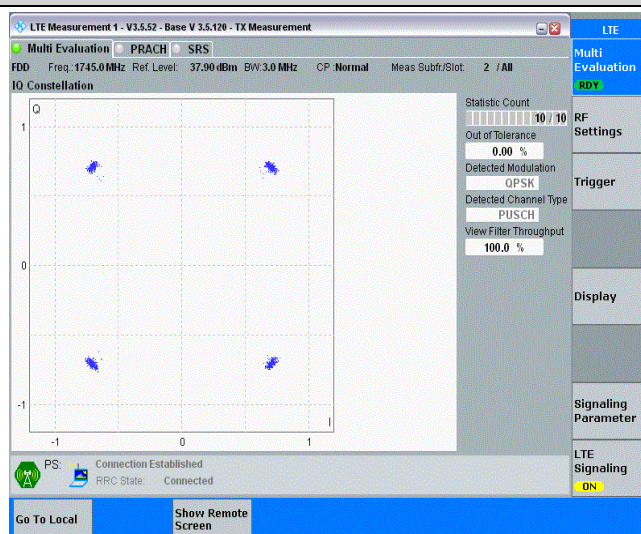 LTE Measurement 1 - V3.5.52 - Base V 3.5.120 - TX Measurement
LTE
Multi Evaluation PRACH SRS
Multi
Evaluation
RDY
FDD Freq.:1745.0 MHz Ref. Level: 37.90 dBm BW:3.0 MHz CP :Normal Meas Subfr./Slot: 2 / All
IQ Constellation
Q
1
0
-1
-1 0 1
I
Statistic Count
10 / 10
Out of Tolerance
0.00 %
Detected Modulation
QPSK
Detected Channel Type
PUSCH
View Filter Throughput
100.0 %
RF
Settings
Trigger
Display
Signaling
Parameter
LTE
Signaling
ON
PS: Connection Established
RRC State: Connected
Go To Local
Show Remote
Screen